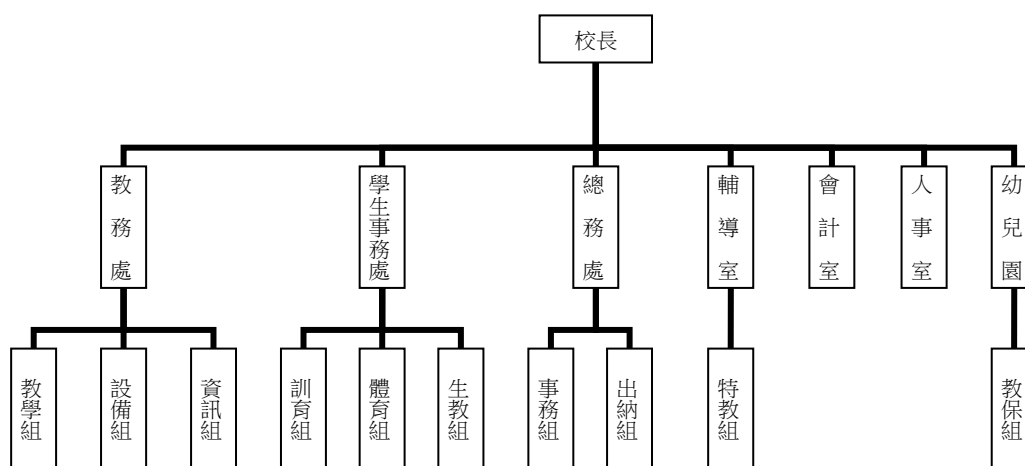 校長
教務處
學生事務處
總務處
輔導室
會計室
人事室
幼兒園
教學組
設備組
資訊組
訓育組
體育組
生教組
事務組
出納組
特教組
教保組